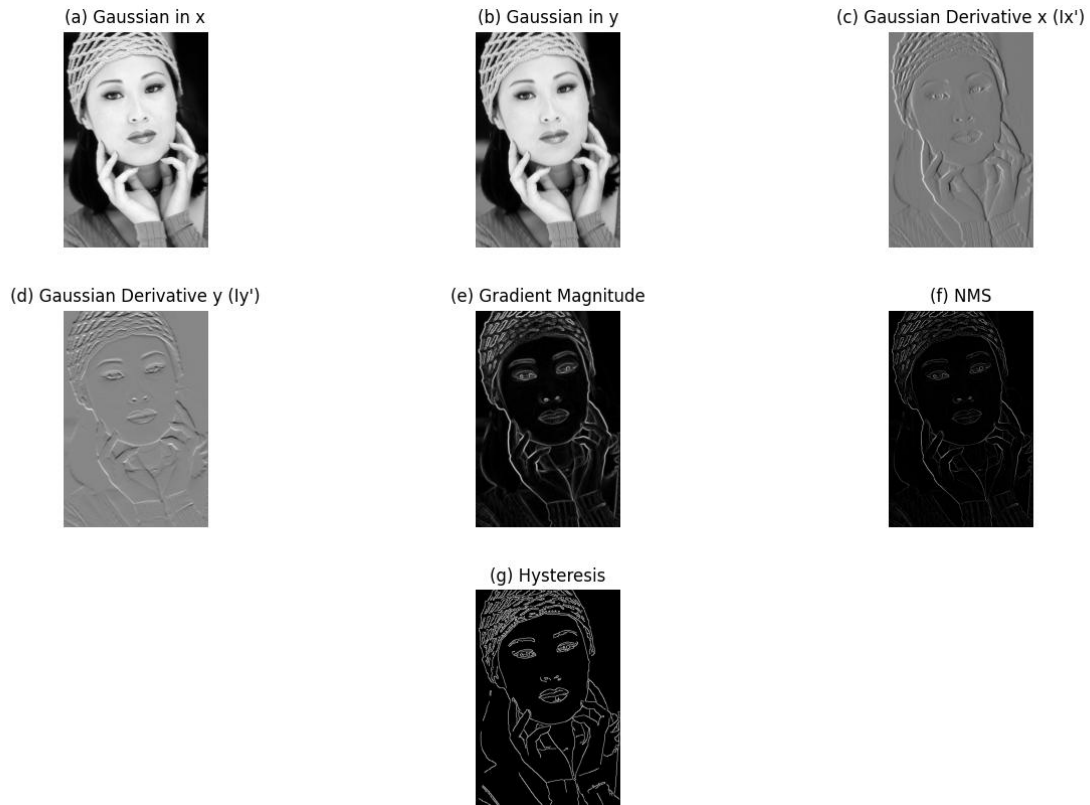 (a) Gaussian in x
(b) Gaussian in y
(c) Gaussian Derivative x (Ix')
(d) Gaussian Derivative y (Iy')
(e) Gradient Magnitude
(f) NMS
(g) Hysteresis